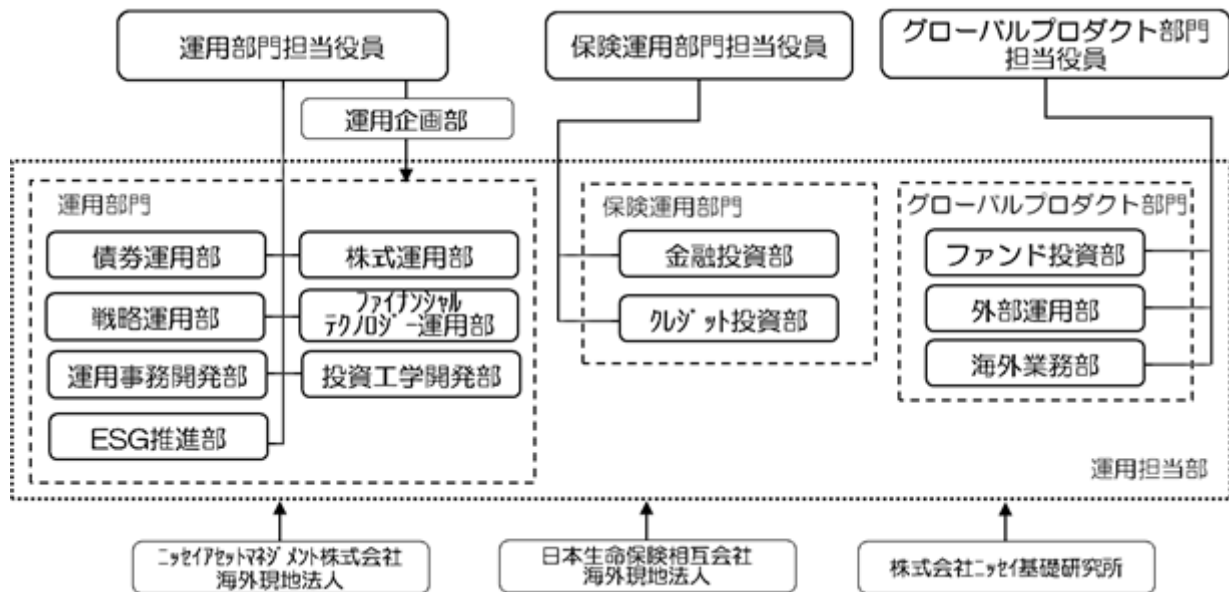 運用部門担当役員
保険運用部門担当役員
グローバルプロダクト部門
担当役員
運用企画部
運用部門
債券運用部
株式運用部
戦略運用部
ﾌｧｲﾅﾝｼｬﾙ
ﾃｸﾉﾛｼﾞｰ運用部
運用事務開発部
投資工学開発部
ESG推進部
保険運用部門
金融投資部
ｸﾚｼﾞｯﾄ投資部
グローバルプロダクト部門
ファンド投資部
外部運用部
海外業務部
運用担当部
ﾆｯｾｲｱｾｯﾄﾏﾈｼﾞﾒﾝﾄ株式会社
海外現地法人
日本生命保険相互会社
海外現地法人
株式会社ﾆｯｾｲ基礎研究所